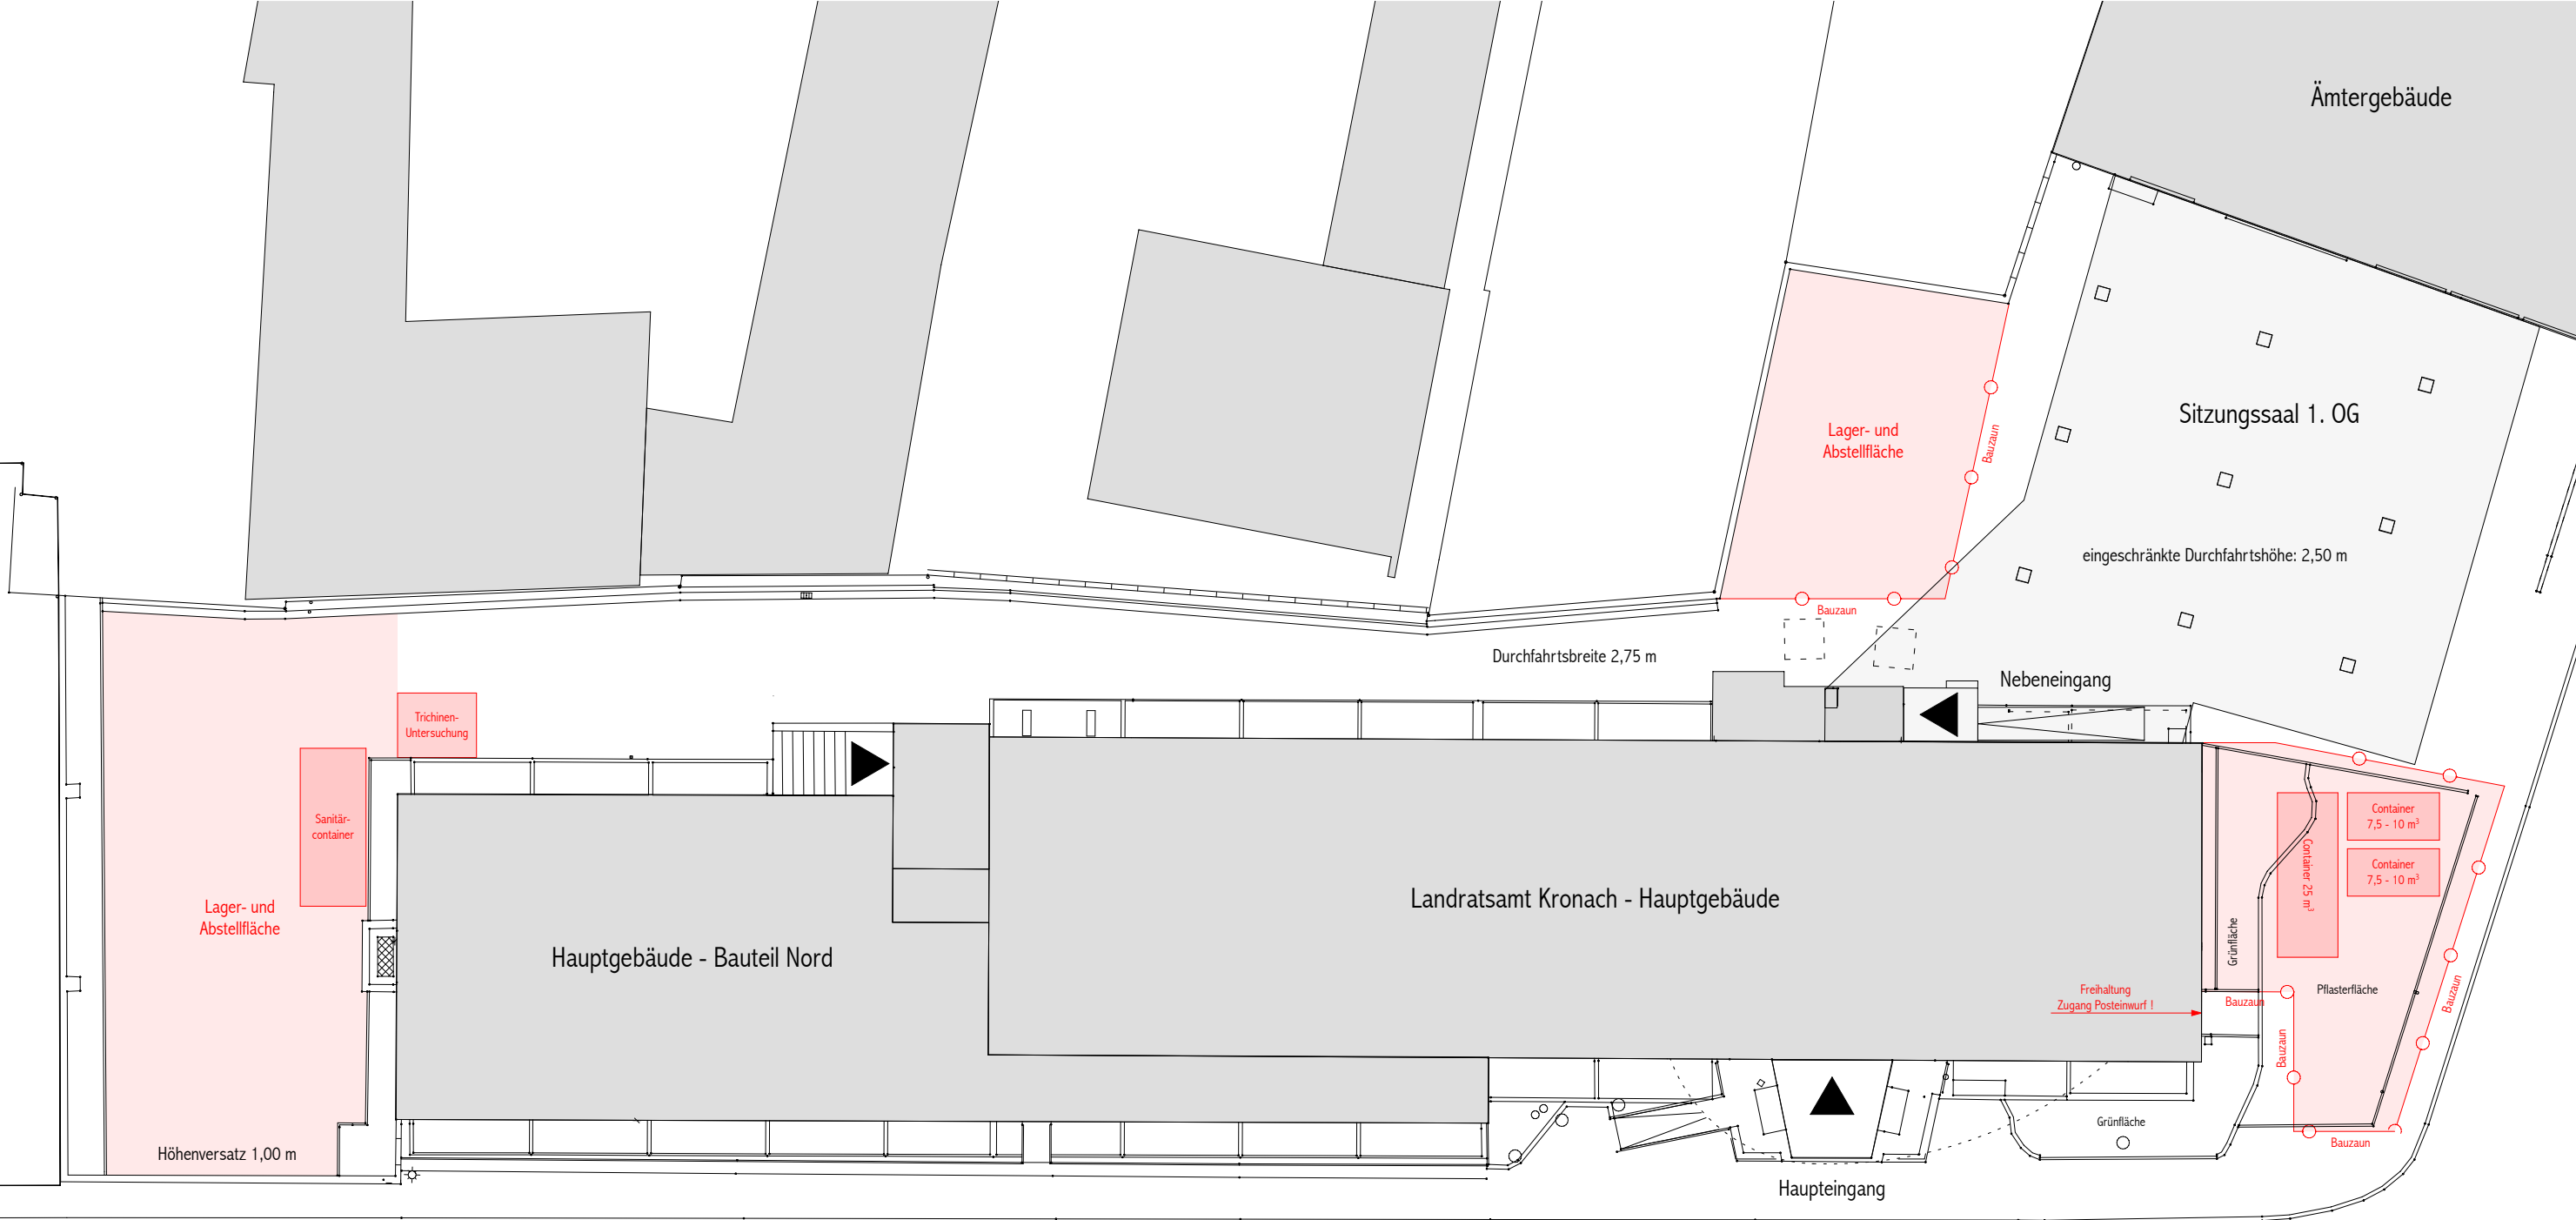 Ämtergebäude
Sitzungssaal 1. OG
Lager- und
Abstellfläche
Bauzaun
eingeschränkte Durchfahrtshöhe: 2,50 m
Bauzaun
Durchfahrtsbreite 2,75 m
Nebeneingang
Trichinen-
Untersuchung
Sanitär-
container
Container
7,5 - 10 m³
Container 25 m³
Container
7,5 - 10 m³
Landratsamt Kronach - Hauptgebäude
Lager- und
Abstellfläche
Hauptgebäude - Bauteil Nord
Grünfläche
Freihaltung
Zugang Posteinwurf !
Bauzaun
Pflasterfläche
Bauzaun
Bauzaun
Grünfläche
Bauzaun
Höhenversatz 1,00 m
Haupteingang